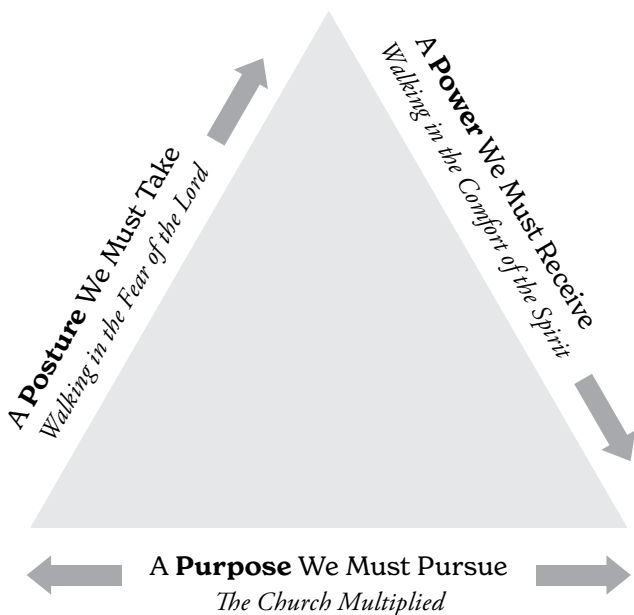 A Posture We Must Take
Walking in the Fear of the Lord
A Power We Must Receive
Walking in the Comfort of the Spirit
A Purpose We Must Pursue
The Church Multiplied